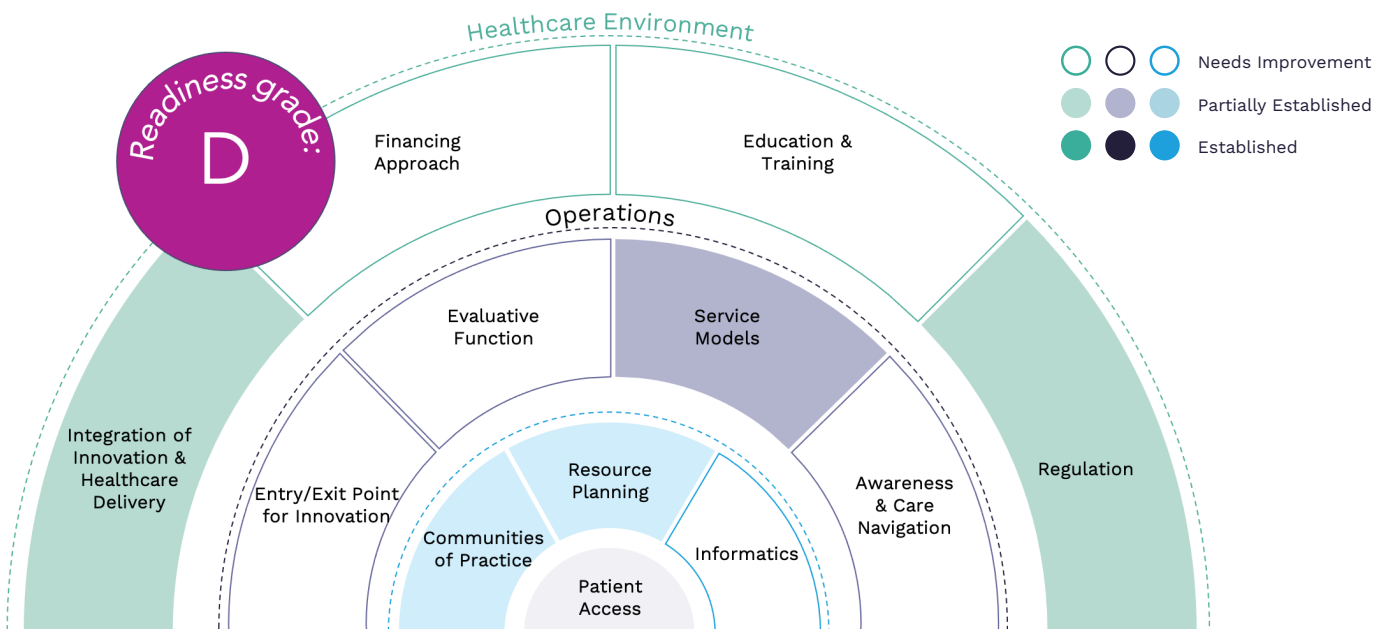 Healthcare Environment
Readiness grade:
D
Needs Improvement
Partially Established
Established
Financing
Approach
Education &
Training
Operations
Evaluative
Function
Service
Models
Integration of
Innovation &
Healthcare
Delivery
Entry/Exit Point
for Innovation
Resource
Planning
Communities
of Practice
Informatics
Awareness
& Care
Navigation
Regulation
Patient
Access